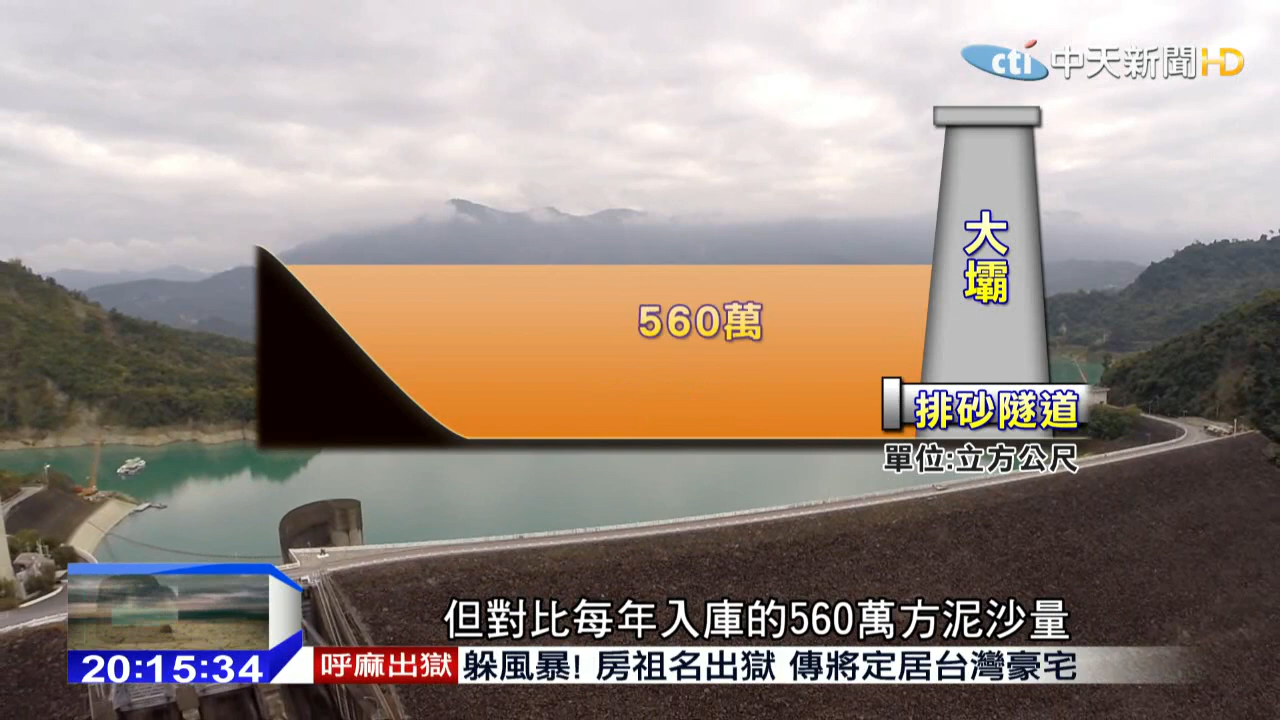 cti 中天新聞HD
大壩
560萬
排砂隧道
單位:立方公尺
但對比每年入庫的560萬方泥沙量
20:15:34
呼麻出獄 躲風暴! 房祖名出獄 傳將定居台灣豪宅